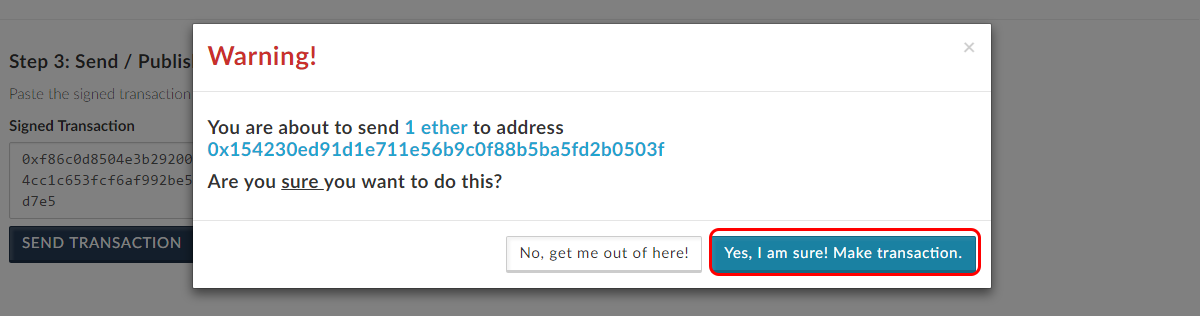 Warning!
×
Step 3: Send / Publis
Paste the signed transaction
Signed Transaction
0xf86c0d8504e3b29200
4cc1c653fcf6af992be5
d7e5
SEND TRANSACTION
You are about to send 1 ether to address
0x154230ed91d1e711e56b9c0f88b5ba5fd2b0503f
Are you sure you want to do this?
No, get me out of here!
Yes, I am sure! Make transaction.